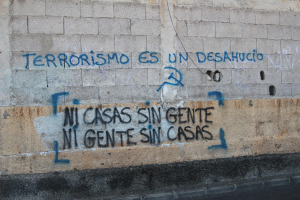 TERRORISMO ES UN DESAHUCIO
NI CASAS SIN GENTE
NI GENTE SIN CASAS